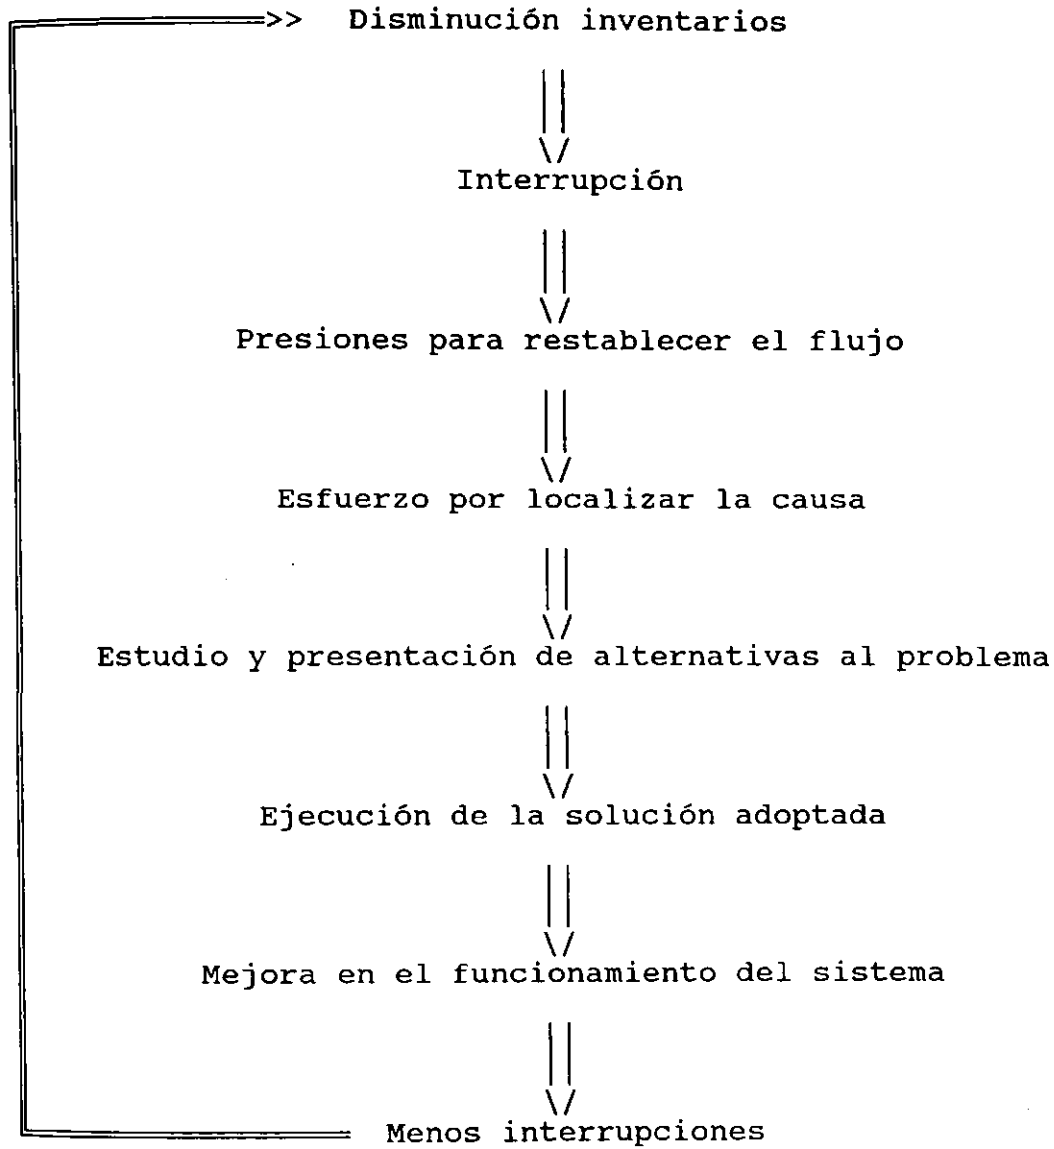 Disminución inventarios
Interrupción
Presiones para restablecer el flujo
Esfuerzo por localizar la causa
Estudio y presentación de alternativas al problema
Ejecución de la solución adoptada
Mejora en el funcionamiento del sistema
Menos interrupciones